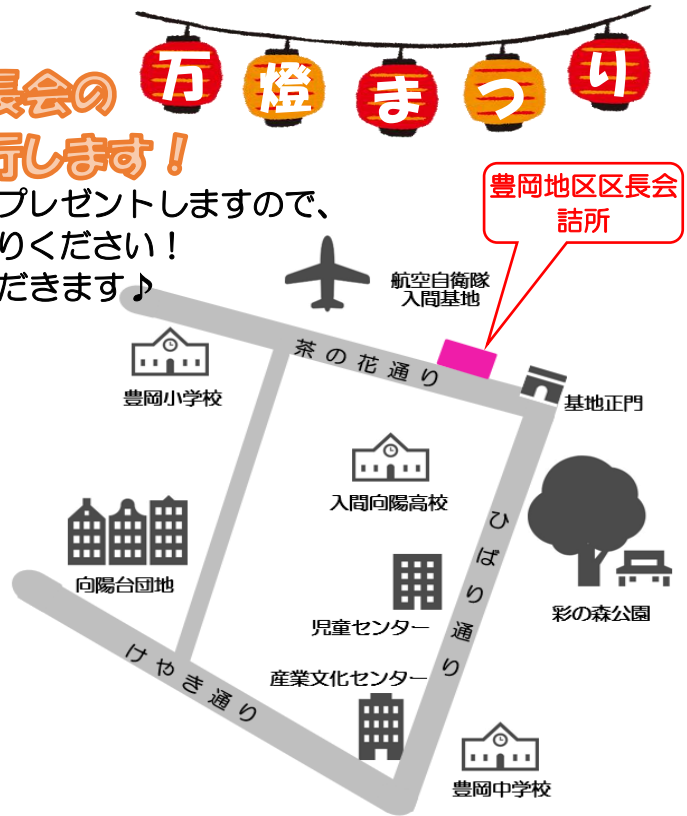 万燈まつり
長会の
行します！
プレゼントしますので、
りください！
だきます♪
豊岡地区区長会
詰所
航空自衛隊
入間基地
茶の花通り
豊岡小学校
基地正門
入間向陽高校
ひばり通り
向陽台団地
児童センター
彩の森公園
けやき通り
産業文化センター
豊岡中学校